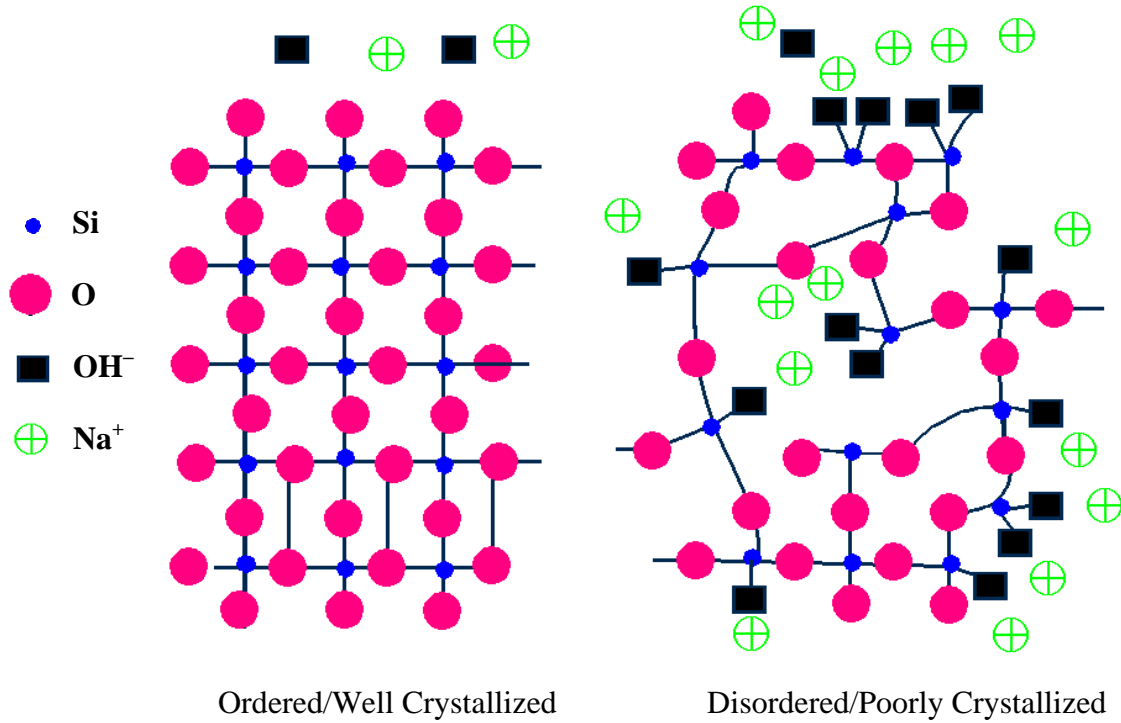 Si
O
OH⁻
Na⁺
Ordered/Well Crystallized
Disordered/Poorly Crystallized